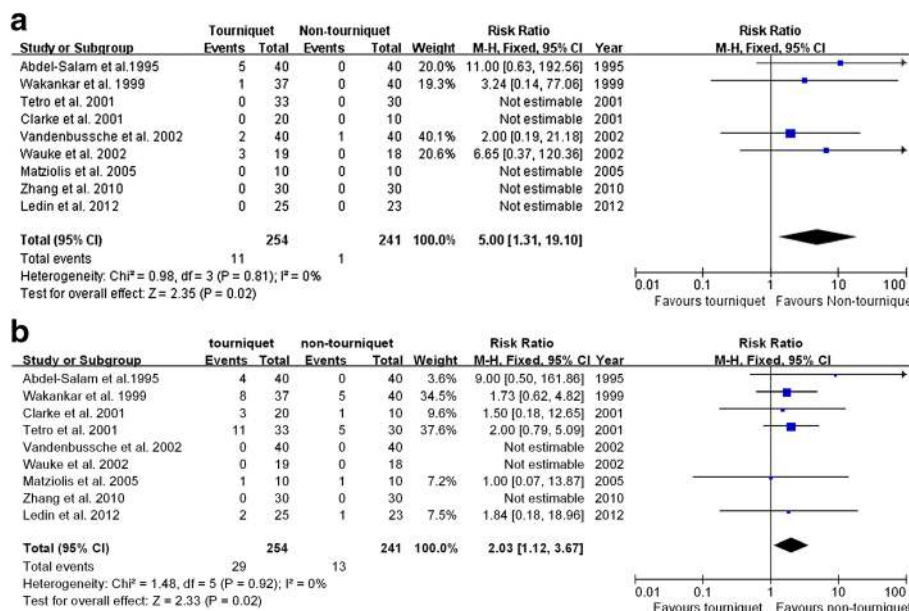 a
Tourniquet Non-tourniquet Risk Ratio Risk Ratio
Study or Subgroup Events Total Events Total Weight M-H, Fixed, 95% CI Year M-H, Fixed, 95% CI
Abdel-Salam et al.1995 5 40 0 40 20.0% 11.00 [0.63, 192.56] 1995
Wakankar et al. 1999 1 37 0 40 19.3% 3.24 [0.14, 77.06] 1999
Tetro et al. 2001 0 33 0 30 Not estimable 2001
Clarke et al. 2001 0 20 0 10 Not estimable 2001
Vandenbussche et al. 2002 2 40 1 40 40.1% 2.00 [0.19, 21.18] 2002
Wauke et al. 2002 3 19 0 18 20.6% 6.65 [0.37, 120.36] 2002
Matziolis et al. 2005 0 10 0 10 Not estimable 2005
Zhang et al. 2010 0 30 0 30 Not estimable 2010
Ledin et al. 2012 0 25 0 23 Not estimable 2012
Total (95% CI) 254 241 100.0% 5.00 [1.31, 19.10]
Total events 11 1
Heterogeneity: Chi² = 0.98, df = 3 (P = 0.81); I² = 0%
Test for overall effect: Z = 2.35 (P = 0.02)
0.01 0.1 1 10 100
Favours tourniquet Favours Non-tournique
b
tourniquet non-tourniquet Risk Ratio Risk Ratio
Study or Subgroup Events Total Events Total Weight M-H, Fixed, 95% CI Year M-H, Fixed, 95% CI
Abdel-Salam et al.1995 4 40 0 40 3.6% 9.00 [0.50, 161.86] 1995
Wakankar et al. 1999 8 37 5 40 34.5% 1.73 [0.62, 4.82] 1999
Clarke et al. 2001 3 20 1 10 9.6% 1.50 [0.18, 12.65] 2001
Tetro et al. 2001 11 33 5 30 37.6% 2.00 [0.79, 5.09] 2001
Vandenbussche et al. 2002 0 40 0 40 Not estimable 2002
Wauke et al. 2002 0 19 0 18 Not estimable 2002
Matziolis et al. 2005 1 10 1 10 7.2% 1.00 [0.07, 13.87] 2005
Zhang et al. 2010 0 30 0 30 Not estimable 2010
Ledin et al. 2012 2 25 1 23 7.5% 1.84 [0.18, 18.96] 2012
Total (95% CI) 254 241 100.0% 2.03 [1.12, 3.67]
Total events 29 13
Heterogeneity: Chi² = 1.48, df = 5 (P = 0.92); I² = 0%
Test for overall effect: Z = 2.33 (P = 0.02)
0.01 0.1 1 10 100
Favours tourniquet Favours non-tourniquet